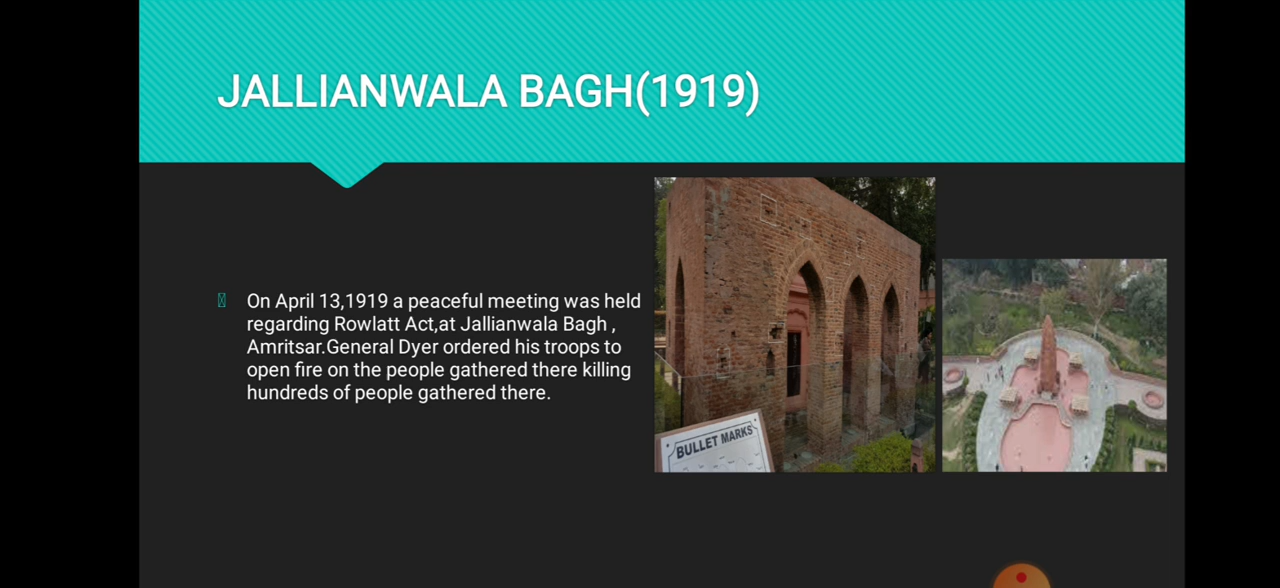 JALLIANWALA BAGH(1919)
On April 13,1919 a peaceful meeting was held
regarding Rowlatt Act,at Jallianwala Bagh ,
Amritsar.General Dyer ordered his troops to
open fire on the people gathered there killing
hundreds of people gathered there.
BULLET MARKS